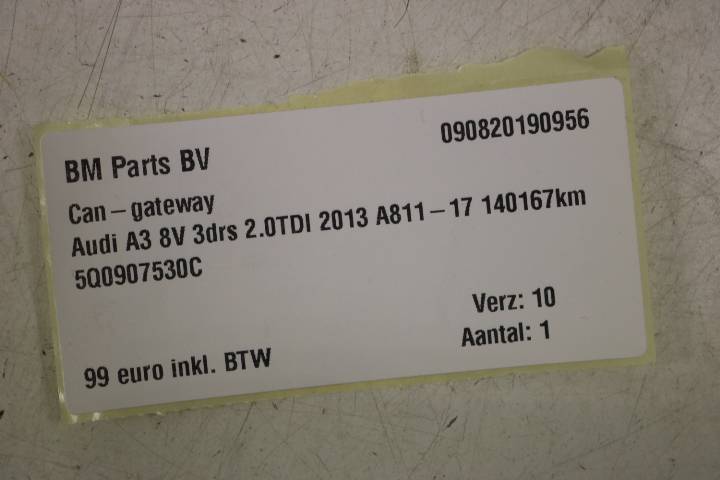 BM Parts BV
090820190956
Can-gateway
Audi A3 8V 3drs 2.0TDI 2013 A811-17 140167km
5Q0907530C
Verz: 10
Aantal: 1
99 euro inkl. BTW